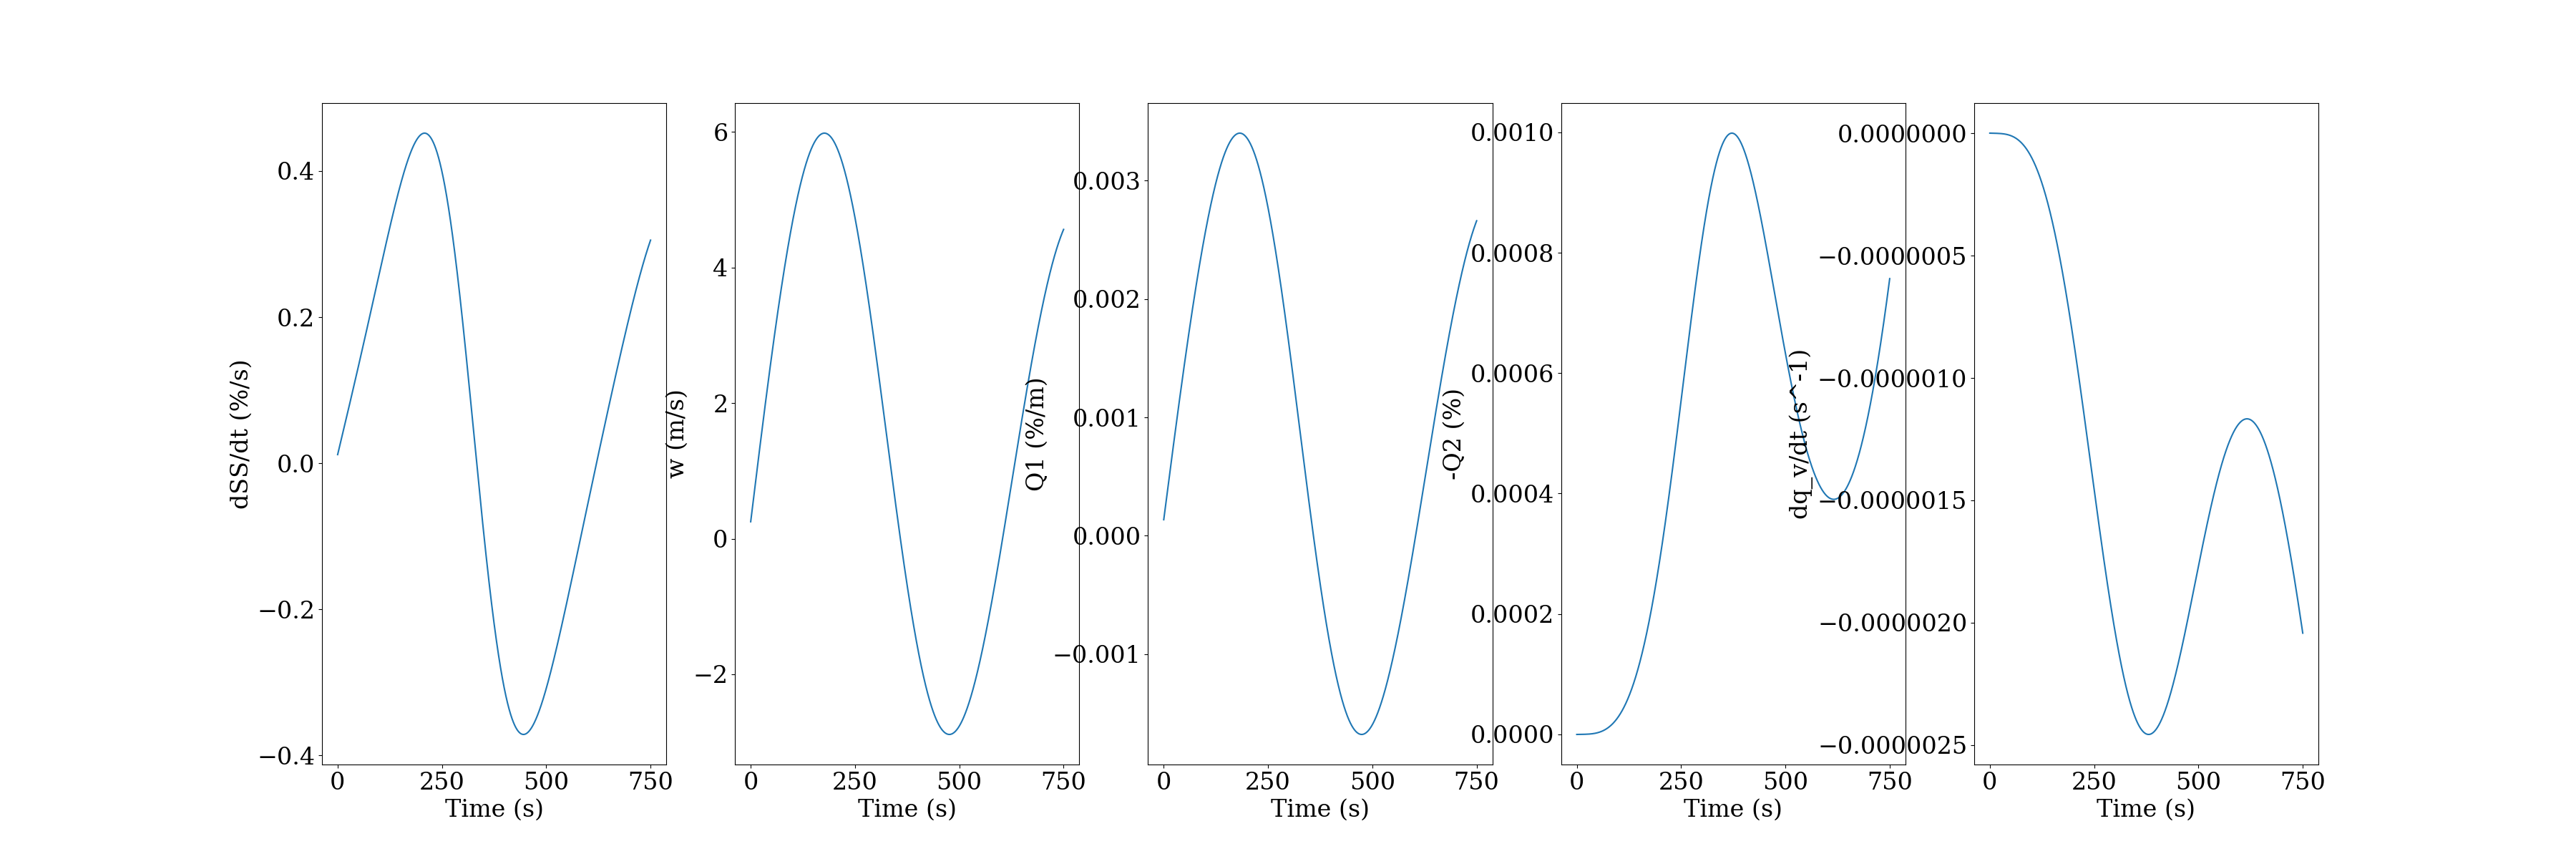 dSS/dt (%/s)
0.4
0.2
0.0
−0.2
−0.4
0 250 500 750
Time (s)
w (m/s)
6
4
2
0
−2
0 250 500 750
Time (s)
Q1 (%/m)
0.003
0.002
0.001
0.000
−0.001
0 250 500 750
Time (s)
-Q2 (%)
0.0010
0.0008
0.0006
0.0004
0.0002
0.0000
0 250 500 750
Time (s)
dq_v/dt (s^-1)
0.0000000
−0.0000005
−0.0000010
−0.0000015
−0.0000020
−0.0000025
0 250 500 750
Time (s)